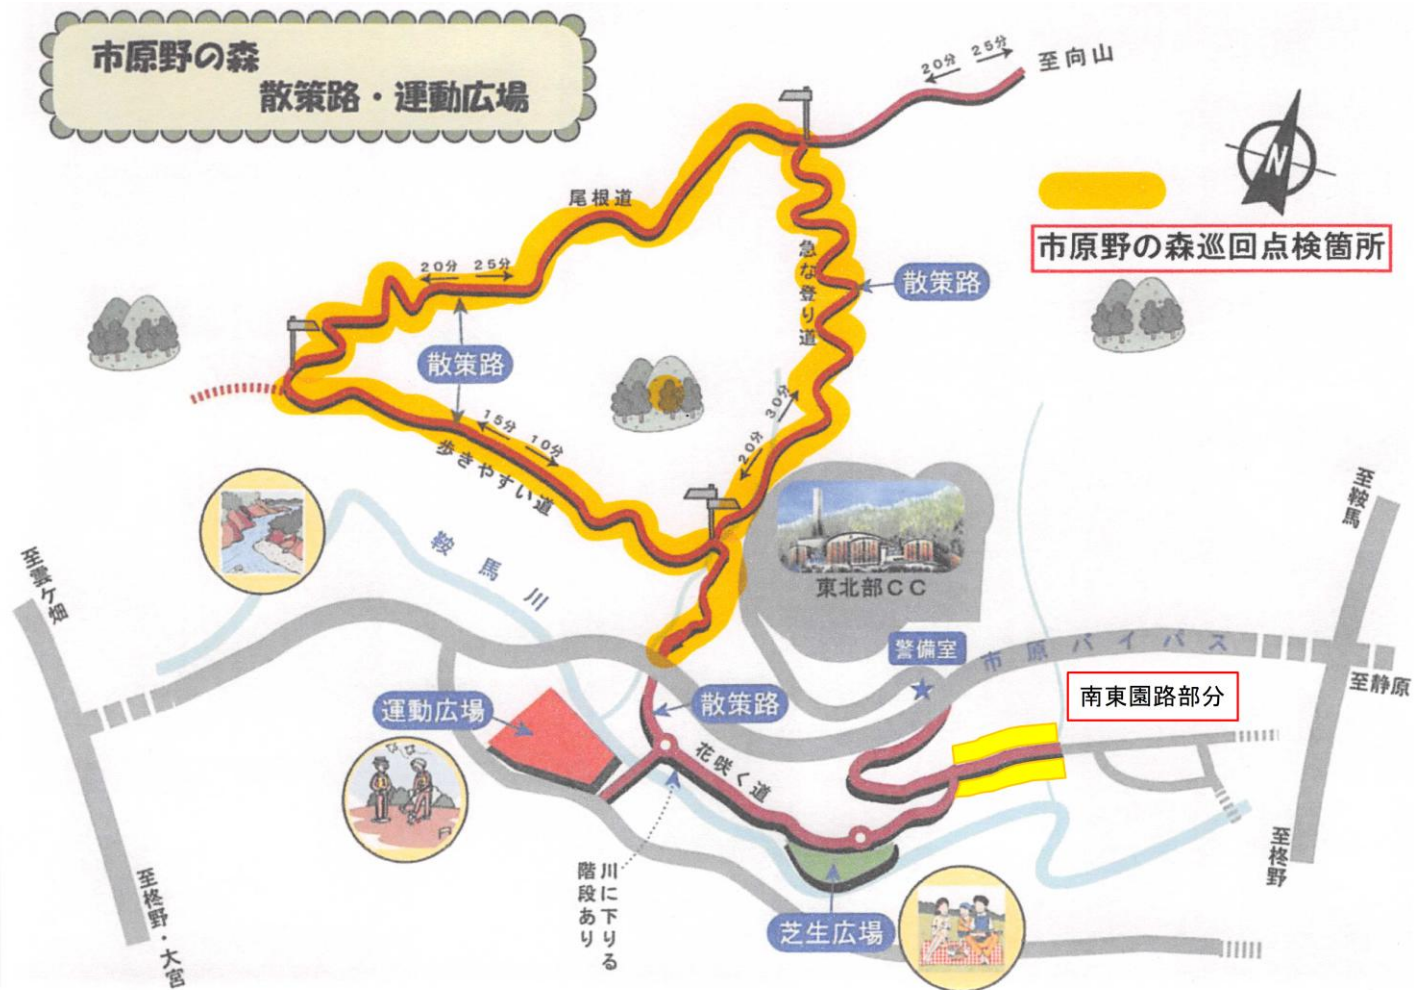 市原野の森
散策路・運動広場
20分 25分
至向山
N
市原野の森巡回点検箇所
尾根道
20分 25分
急な登り道
散策路
散策路
15分 10分
歩きやすい道
20分 30分
東北部CC
鞍馬川
至雲ケ畑
至鞍馬
警備室
市原バイパス
至静原
南東園路部分
運動広場
散策路
花咲く道
川に下りる
階段あり
芝生広場
至柊野・大宮
至柊野